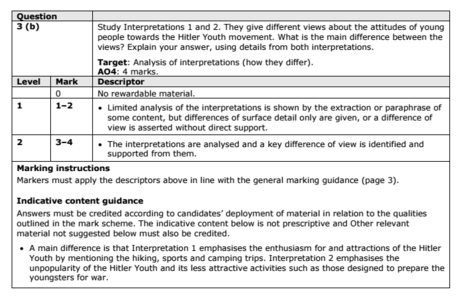 Question
3 (b) Study Interpretations 1 and 2. They give different views about the attitudes of young
people towards the Hitler Youth movement. What is the main difference between the
views? Explain your answer, using details from both interpretations.
Target: Analysis of interpretations (how they differ).
AO4: 4 marks.
Level Mark Descriptor
0 No rewardable material.
1 1–2 • Limited analysis of the interpretations is shown by the extraction or paraphrase of
some content, but differences of surface detail only are given, or a difference of
view is asserted without direct support.
2 3–4 • The interpretations are analysed and a key difference of view is identified and
supported from them.
Marking instructions
Markers must apply the descriptors above in line with the general marking guidance (page 3).
Indicative content guidance
Answers must be credited according to candidates' deployment of material in relation to the qualities
outlined in the mark scheme. The indicative content below is not prescriptive and Other relevant
material not suggested below must also be credited.
• A main difference is that Interpretation 1 emphasises the enthusiasm for and attractions of the Hitler
Youth by mentioning the hiking, sports and camping trips. Interpretation 2 emphasises the
unpopularity of the Hitler Youth and its less attractive activities such as those designed to prepare the
youngsters for war.